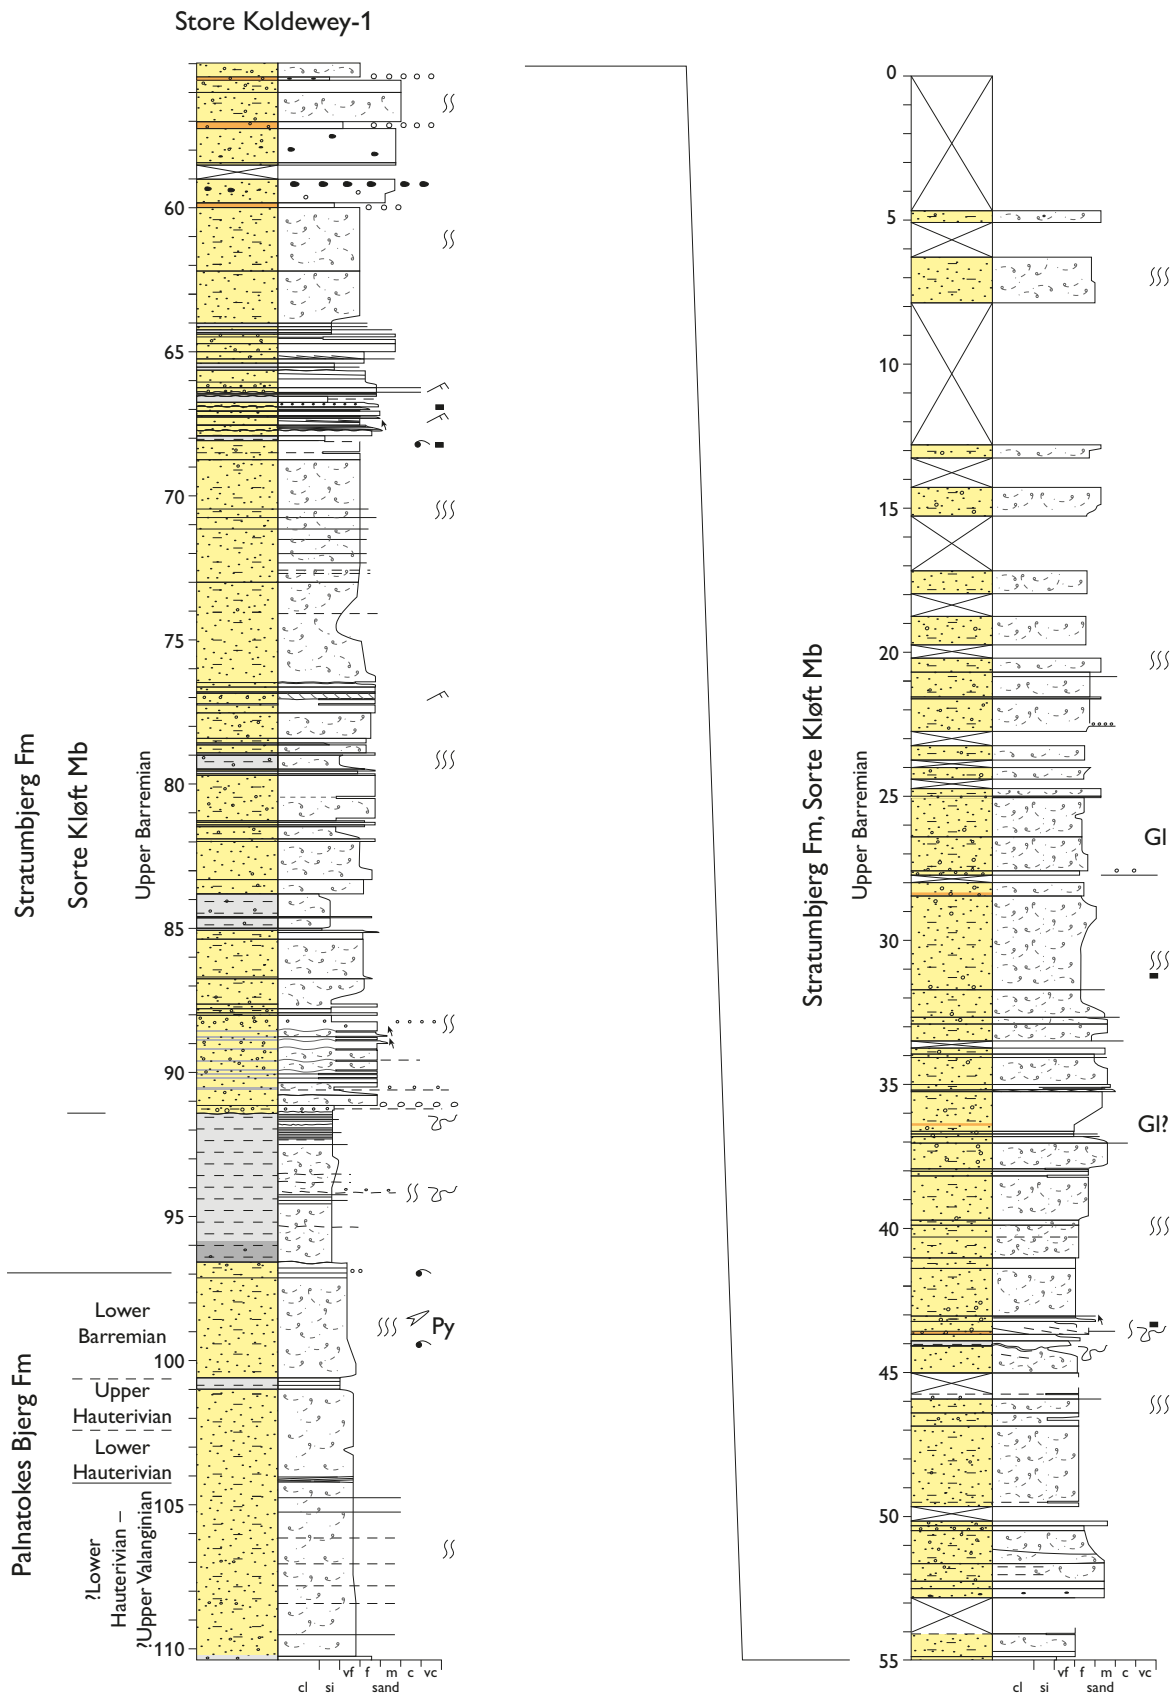 Store Koldewey-1
60
65
70
75
80
85
90
95
100
105
110
Stratumbjerg Fm
Sorte Kløft Mb
Upper Barremian
Palnatokes Bjerg Fm
Lower
Barremian
Upper
Hauterivian
Lower
Hauterivian
?Lower
Hauterivian –
?Upper Valanginian
Py
vf f m c vc
cl si sand
Stratumbjerg Fm, Sorte Kløft Mb
Upper Barremian
0
5
10
15
20
25
30
35
40
45
50
55
Gl
Gl?
vf f m c vc
cl si sand